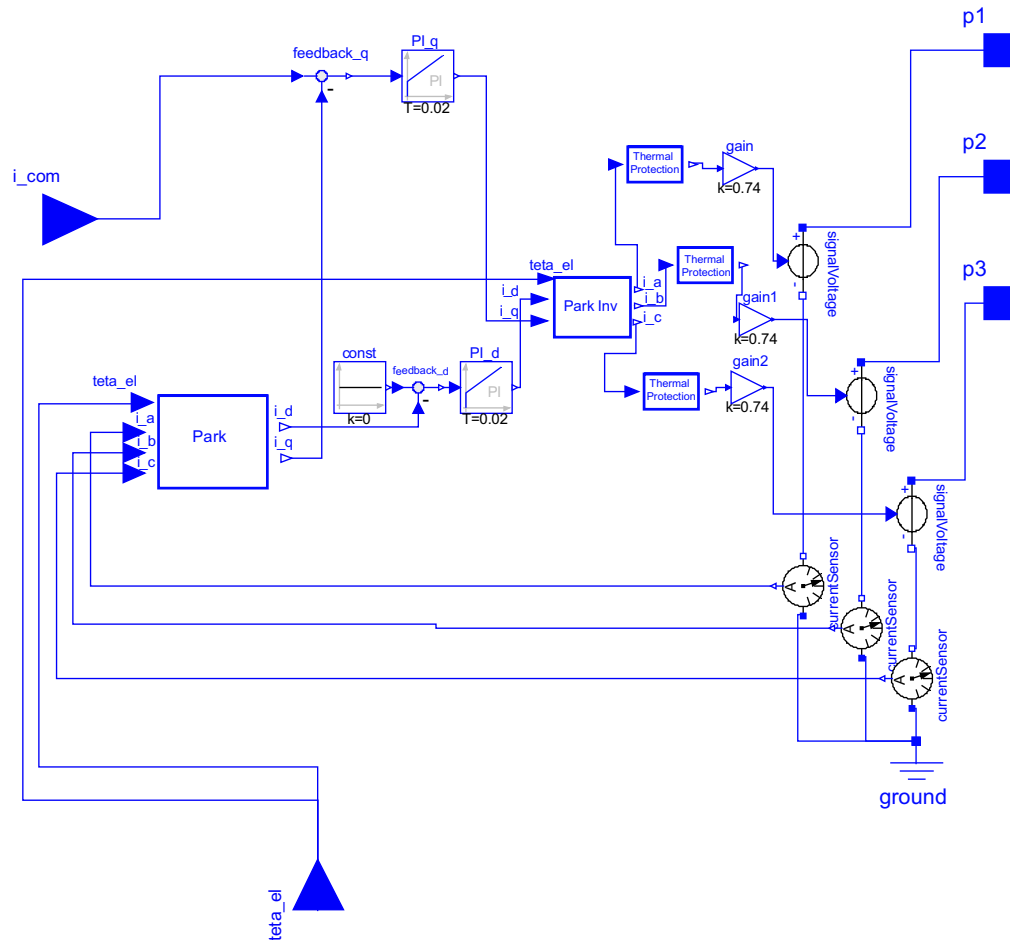 p1
PI_q
feedback_q
PI
T=0.02
-
p2
gain
Thermal
Protection
k=0.74
i_com
+
signalVoltage
-
p3
Thermal
Protection
teta_el
i_a
i_b
i_c
i_d
i_q
Park Inv
gain1
k=0.74
const
k=0
feedback_d
-
PI_d
PI
T=0.02
gain2
Thermal
Protection
k=0.74
+
signalVoltage
-
teta_el
i_a
i_b
i_c
Park
i_d
i_q
+
signalVoltage
-
A
currentSensor
A
currentSensor
A
currentSensor
ground
teta_el